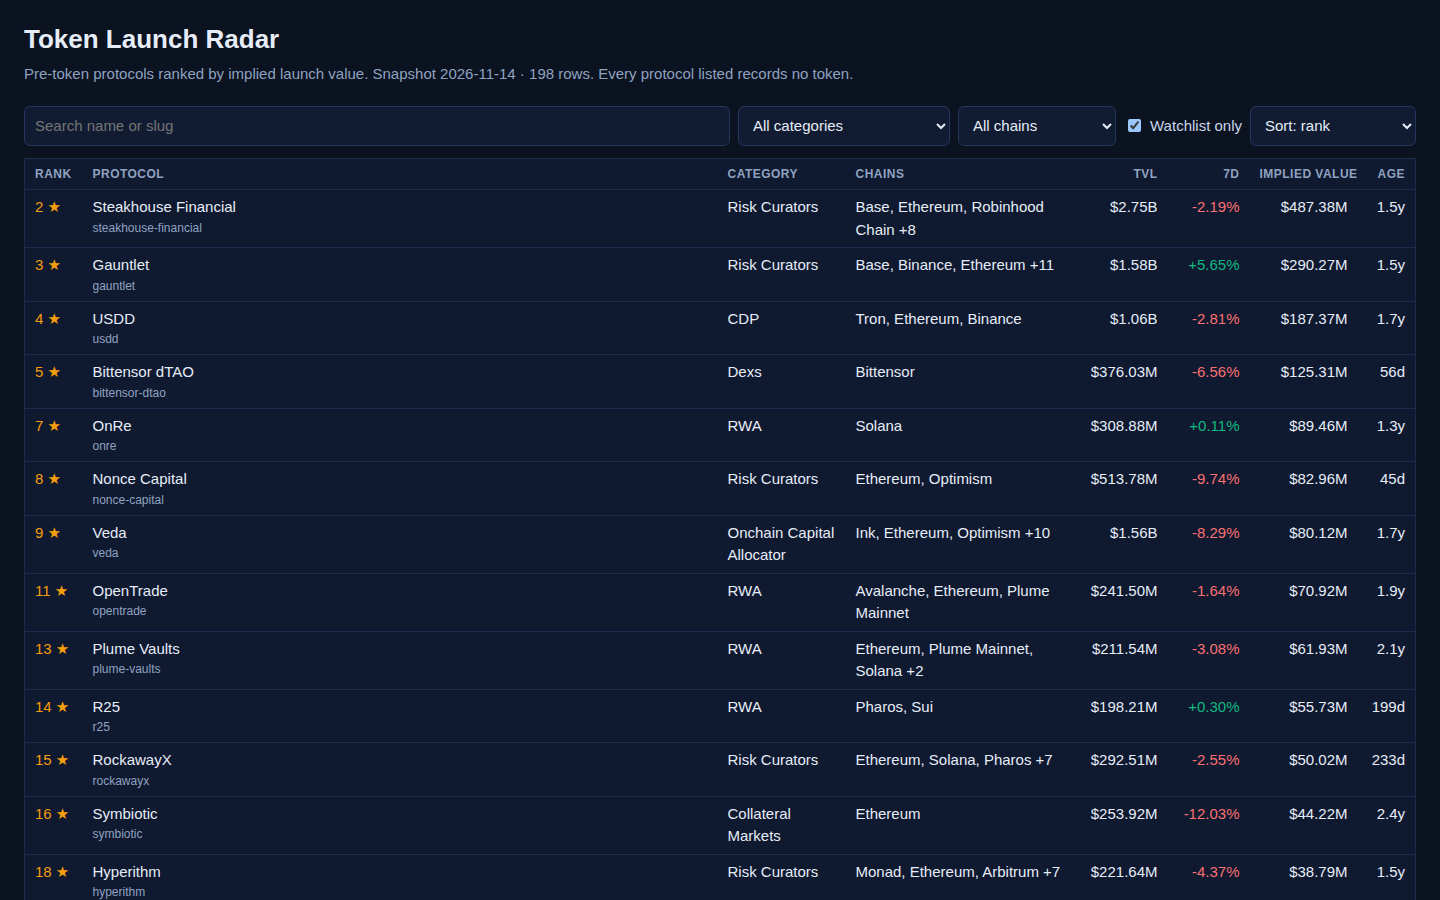 Token Launch Radar
Pre-token protocols ranked by implied launch value. Snapshot 2026-11-14 · 198 rows. Every protocol listed records no token.
Search name or slug All categories All chains Watchlist only Sort: rank
RANK PROTOCOL CATEGORY CHAINS TVL 7D IMPLIED VALUE AGE
2 ★ Steakhouse Financial Risk Curators Base, Ethereum, Robinhood $2.75B -2.19% $487.38M 1.5y
steakhouse-financial Chain +8
3 ★ Gauntlet Risk Curators Base, Binance, Ethereum +11 $1.58B +5.65% $290.27M 1.5y
gauntlet
4 ★ USDD CDP Tron, Ethereum, Binance $1.06B -2.81% $187.37M 1.7y
usdd
5 ★ Bittensor dTAO Dexs Bittensor $376.03M -6.56% $125.31M 56d
bittensor-dtao
7 ★ OnRe RWA Solana $308.88M +0.11% $89.46M 1.3y
onre
8 ★ Nonce Capital Risk Curators Ethereum, Optimism $513.78M -9.74% $82.96M 45d
nonce-capital
9 ★ Veda Onchain Capital Ink, Ethereum, Optimism +10 $1.56B -8.29% $80.12M 1.7y
veda Allocator
11 ★ OpenTrade RWA Avalanche, Ethereum, Plume $241.50M -1.64% $70.92M 1.9y
opentrade Mainnet
13 ★ Plume Vaults RWA Ethereum, Plume Mainnet, $211.54M -3.08% $61.93M 2.1y
plume-vaults Solana +2
14 ★ R25 RWA Pharos, Sui $198.21M +0.30% $55.73M 199d
r25
15 ★ RockawayX Risk Curators Ethereum, Solana, Pharos +7 $292.51M -2.55% $50.02M 233d
rockawayx
16 ★ Symbiotic Collateral Ethereum $253.92M -12.03% $44.22M 2.4y
symbiotic Markets
18 ★ Hyperithm Risk Curators Monad, Ethereum, Arbitrum +7 $221.64M -4.37% $38.79M 1.5y
hyperithm